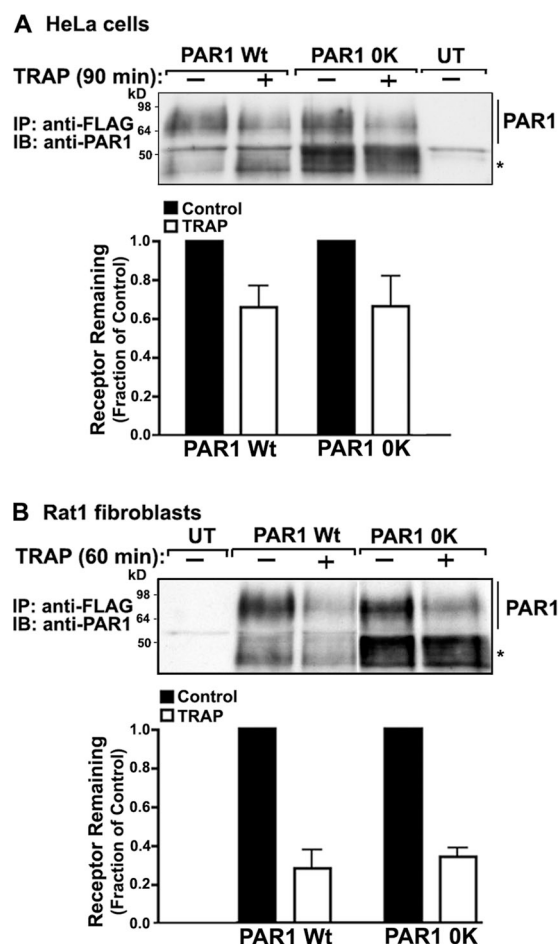 A HeLa cells
PAR1 Wt PAR1 0K UT
TRAP (90 min): – + – + –
kD
98
64
50
IP: anti-FLAG
IB: anti-PAR1
PAR1
*
Control
TRAP
Receptor Remaining
(Fraction of Control)
1.0
0.8
0.6
0.4
0.2
0.0
PAR1 Wt PAR1 0K
B Rat1 fibroblasts
UT PAR1 Wt PAR1 0K
TRAP (60 min): – – + – +
kD
98
64
50
IP: anti-FLAG
IB: anti-PAR1
PAR1
*
Control
TRAP
Receptor Remaining
(Fraction of Control)
1.0
0.8
0.6
0.4
0.2
0.0
PAR1 Wt PAR1 0K